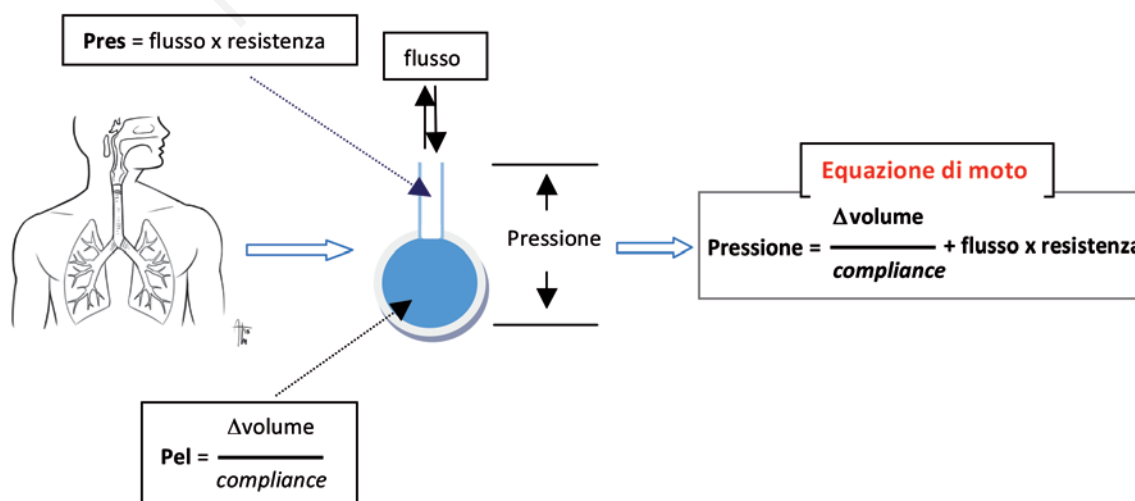 Pres = flusso x resistenza
flusso
Equazione di moto
Pressione
Δvolume
Pressione = + flusso x resistenza
compliance
Δvolume
Pel =
compliance